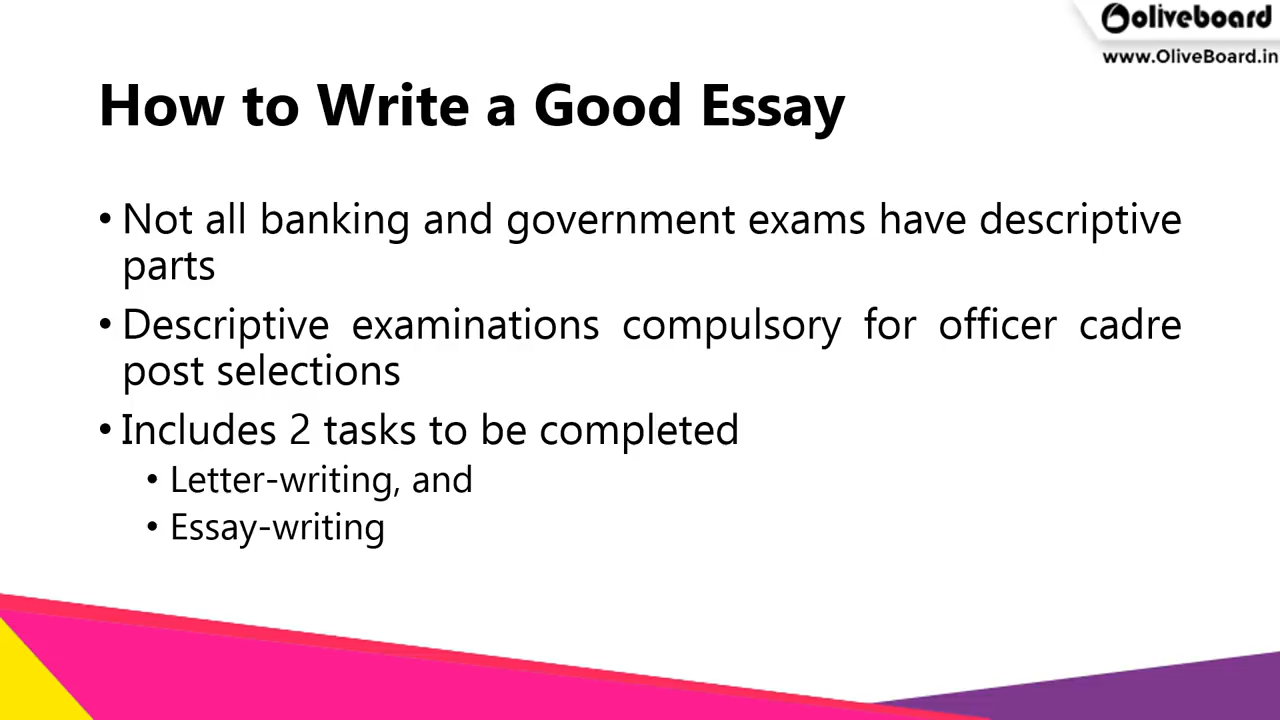 oliveboard
www.OliveBoard.in
How to Write a Good Essay
• Not all banking and government exams have descriptive
parts
• Descriptive examinations compulsory for officer cadre
post selections
• Includes 2 tasks to be completed
• Letter-writing, and
• Essay-writing